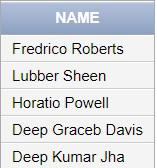 NAME
Fredrico Roberts
Lubber Sheen
Horatio Powell
Deep Graceb Davis
Deep Kumar Jha